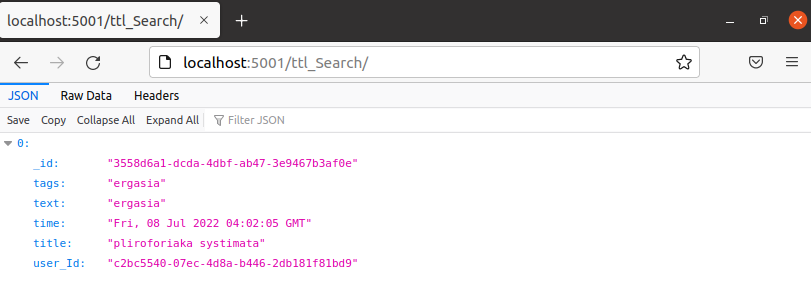 localhost:5001/ttl_Search/
localhost:5001/ttl_Search/
JSON Raw Data Headers
Save Copy Collapse All Expand All Filter JSON
0:
_id: "3558d6a1-dcda-4dbf-ab47-3e9467b3af0e"
tags: "ergasia"
text: "ergasia"
time: "Fri, 08 Jul 2022 04:02:05 GMT"
title: "pliroforiaka systimata"
user_Id: "c2bc5540-07ec-4d8a-b446-2db181f81bd9"